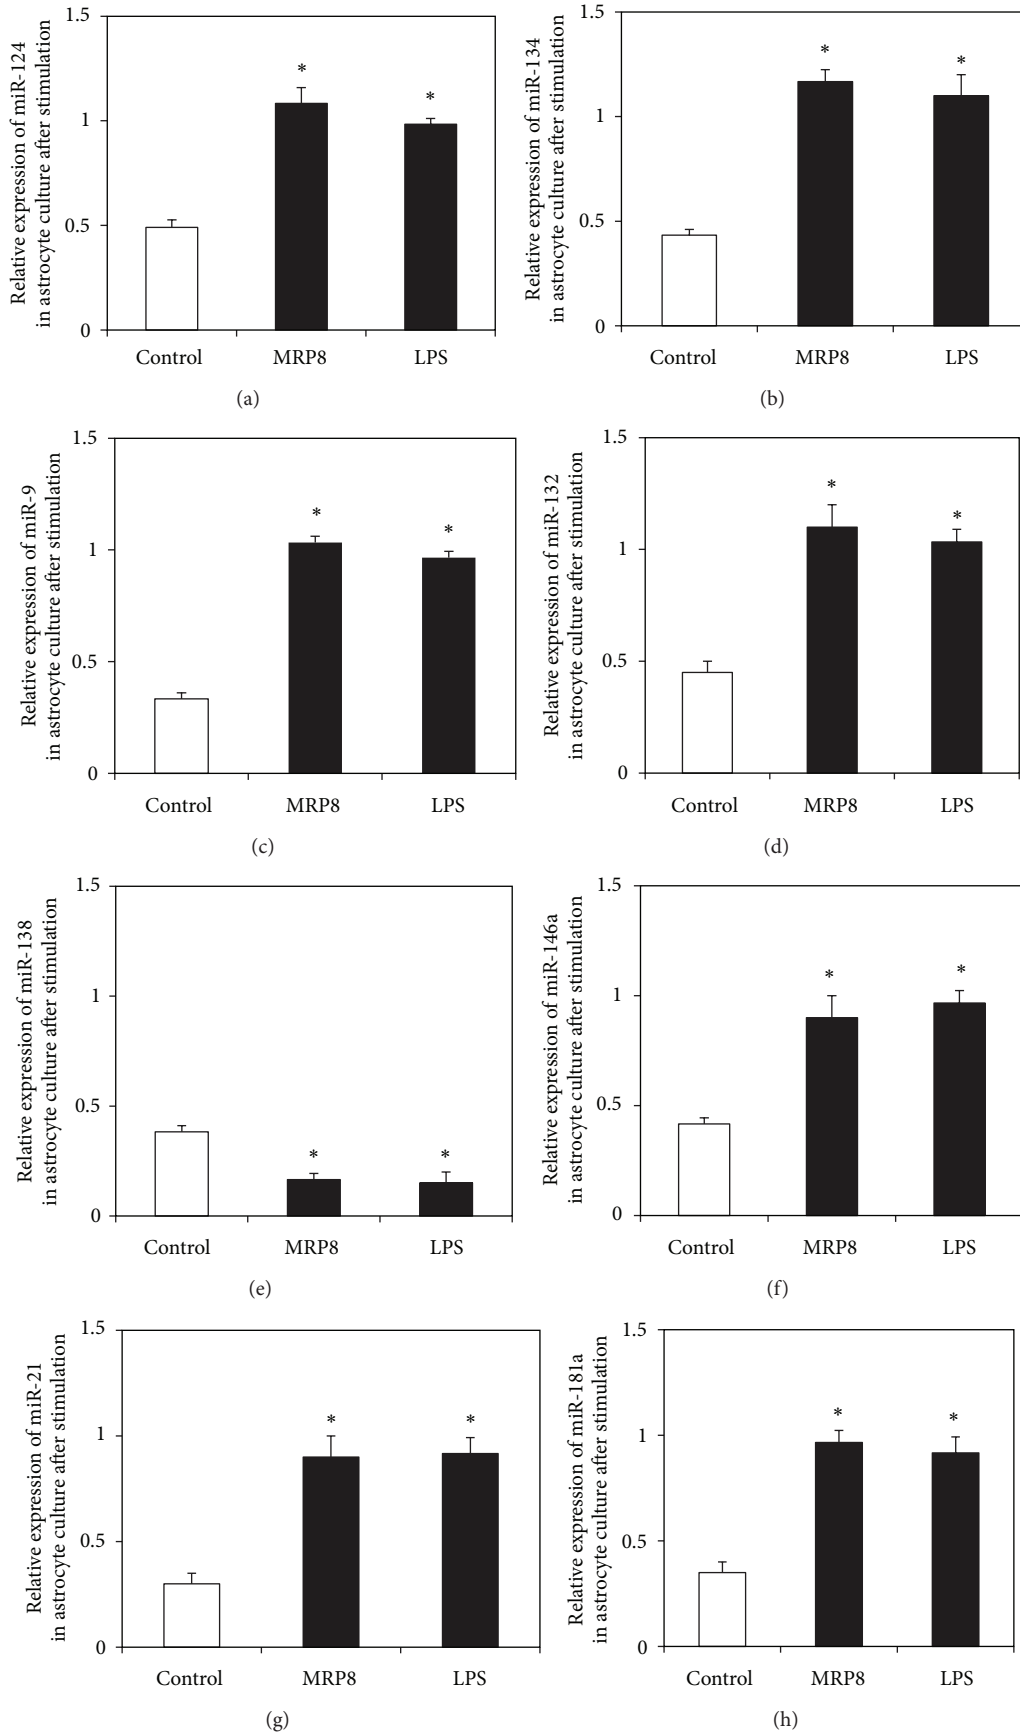 Relative expression of miR-124
in astrocyte culture after stimulation
1.5
1
0.5
0
*
*
Control
MRP8
LPS
(a)
Relative expression of miR-134
in astrocyte culture after stimulation
1.5
1
0.5
0
*
*
Control
MRP8
LPS
(b)
Relative expression of miR-9
in astrocyte culture after stimulation
1.5
1
0.5
0
*
*
Control
MRP8
LPS
(c)
Relative expression of miR-132
in astrocyte culture after stimulation
1.5
1
0.5
0
*
*
Control
MRP8
LPS
(d)
Relative expression of miR-138
in astrocyte culture after stimulation
1.5
1
0.5
0
*
*
Control
MRP8
LPS
(e)
Relative expression of miR-146a
in astrocyte culture after stimulation
1.5
1
0.5
0
*
*
Control
MRP8
LPS
(f)
Relative expression of miR-21
in astrocyte culture after stimulation
1.5
1
0.5
0
*
*
Control
MRP8
LPS
(g)
Relative expression of miR-181a
in astrocyte culture after stimulation
1.5
1
0.5
0
*
*
Control
MRP8
LPS
(h)